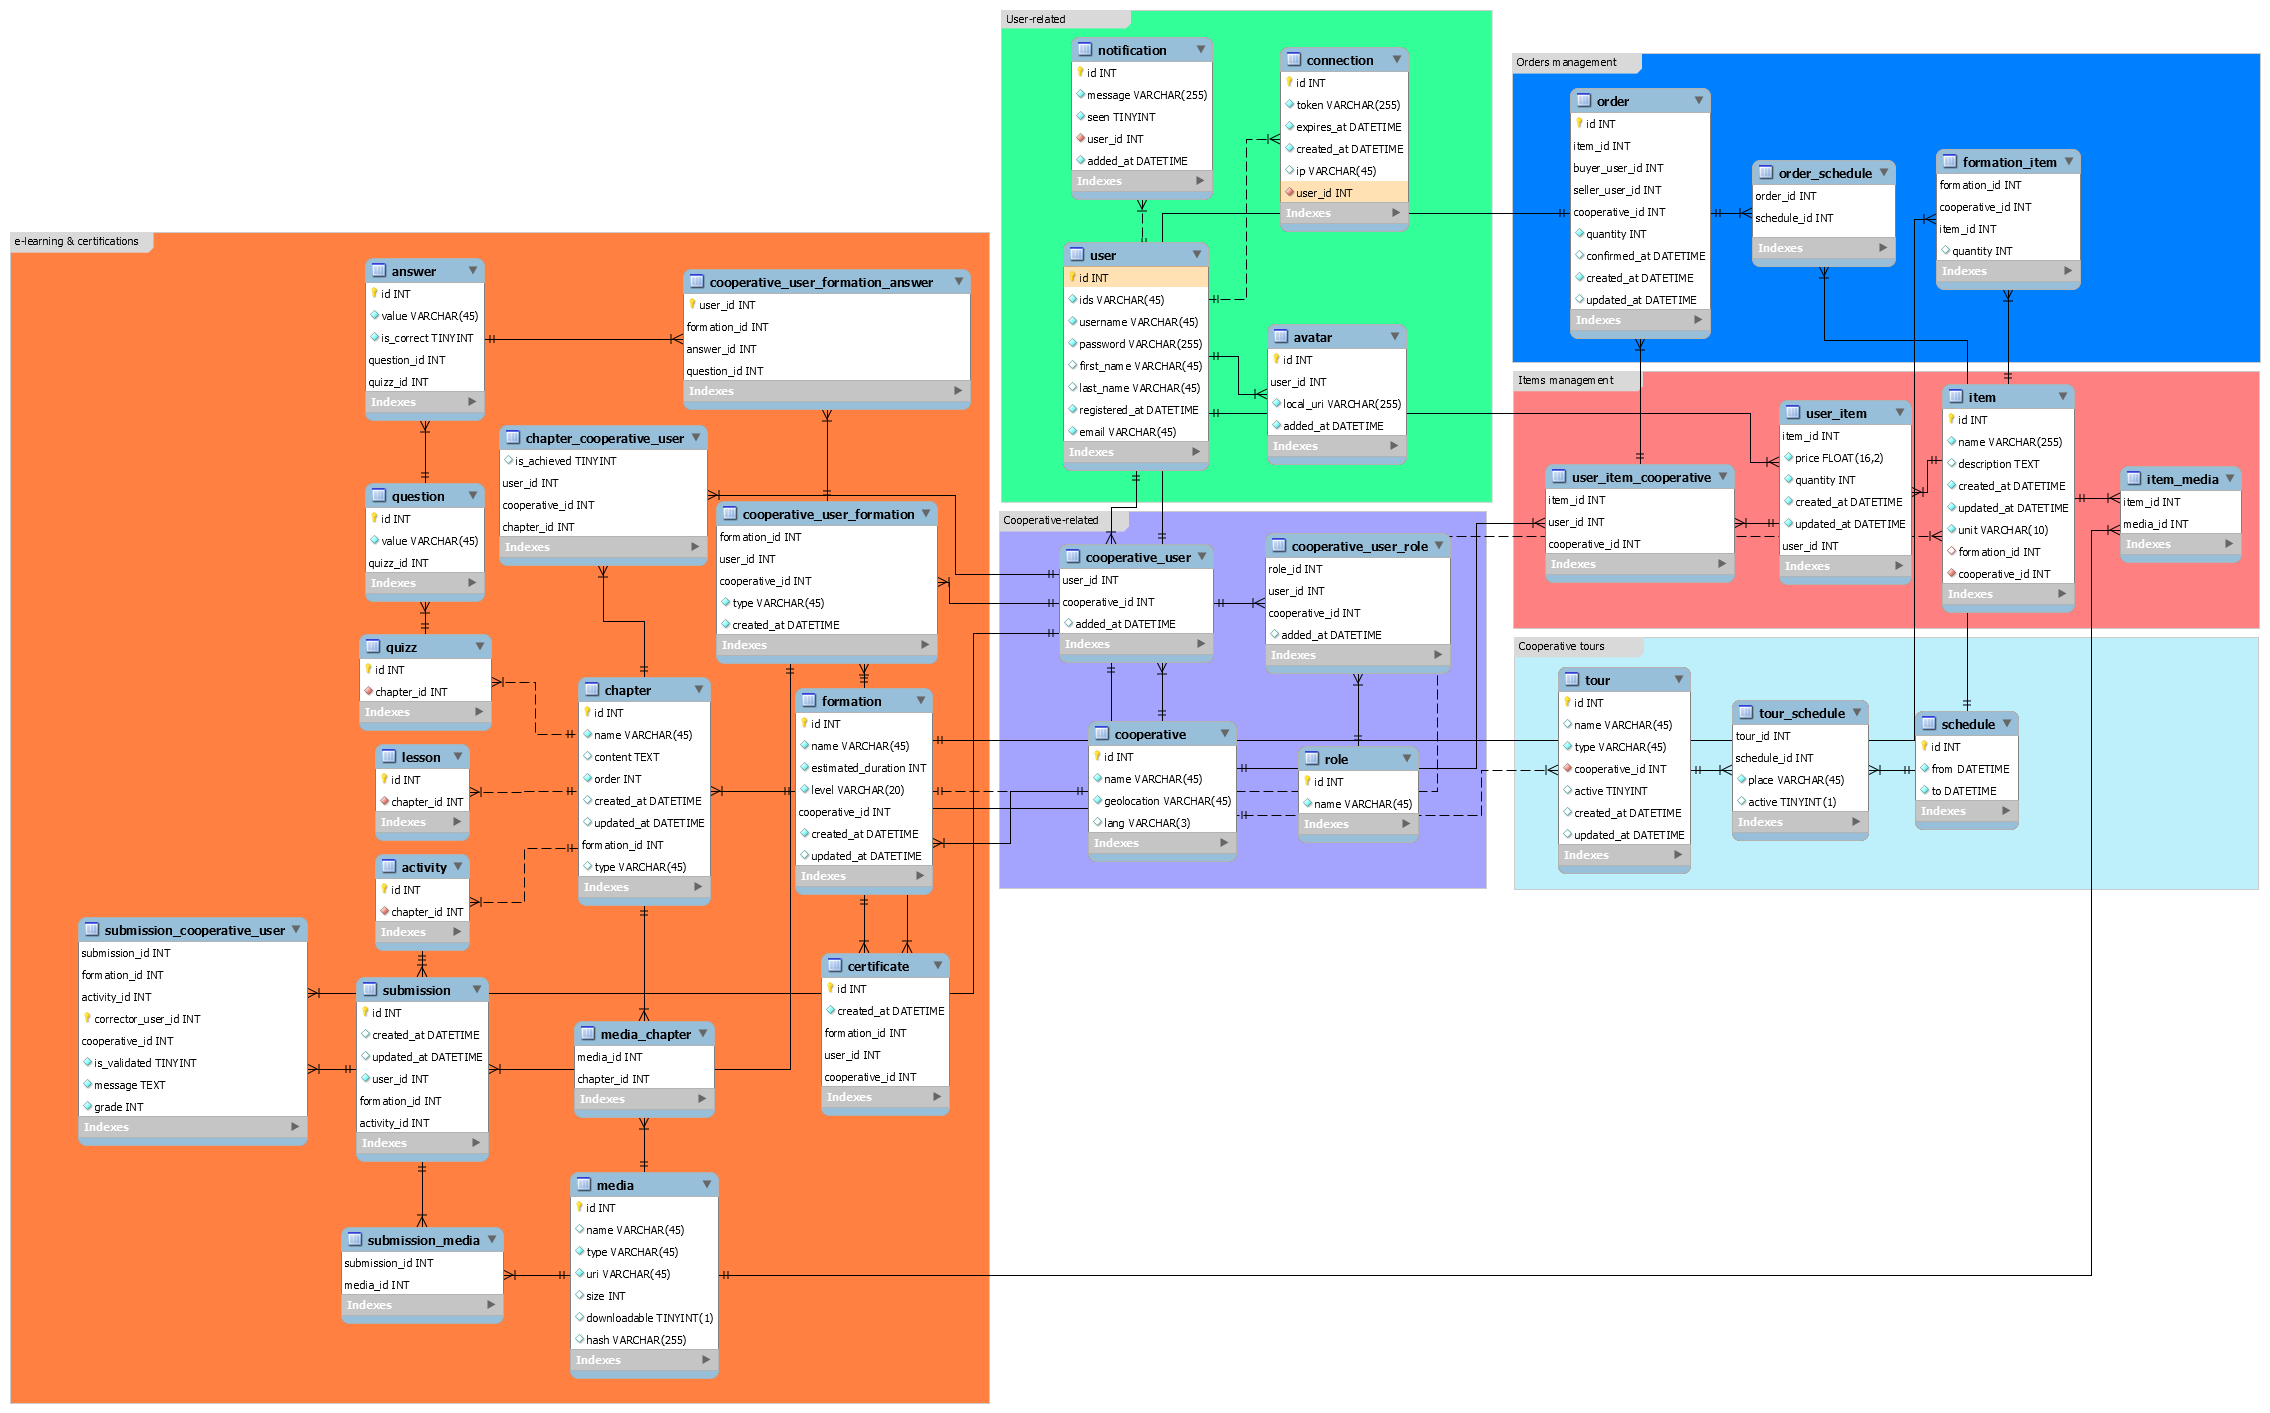 User-related
notification
id INT
message VARCHAR(255)
seen TINYINT
user_id INT
added_at DATETIME
Indexes
connection
id INT
token VARCHAR(255)
expires_at DATETIME
created_at DATETIME
ip VARCHAR(45)
user_id INT
Indexes
user
id INT
ids VARCHAR(45)
username VARCHAR(45)
password VARCHAR(255)
first_name VARCHAR(45)
last_name VARCHAR(45)
registered_at DATETIME
email VARCHAR(45)
Indexes
avatar
id INT
user_id INT
local_uri VARCHAR(255)
added_at DATETIME
Indexes
Orders management
order
id INT
item_id INT
buyer_user_id INT
seller_user_id INT
cooperative_id INT
quantity INT
confirmed_at DATETIME
created_at DATETIME
updated_at DATETIME
Indexes
order_schedule
order_id INT
schedule_id INT
Indexes
formation_item
formation_id INT
cooperative_id INT
item_id INT
quantity INT
Indexes
e-learning & certifications
answer
id INT
value VARCHAR(45)
is_correct TINYINT
question_id INT
quizz_id INT
Indexes
cooperative_user_formation_answer
user_id INT
formation_id INT
answer_id INT
question_id INT
Indexes
chapter_cooperative_user
is_achieved TINYINT
user_id INT
cooperative_id INT
chapter_id INT
Indexes
question
id INT
value VARCHAR(45)
quizz_id INT
Indexes
cooperative_user_formation
formation_id INT
user_id INT
cooperative_id INT
type VARCHAR(45)
created_at DATETIME
Indexes
quizz
id INT
chapter_id INT
Indexes
chapter
id INT
name VARCHAR(45)
content TEXT
order INT
created_at DATETIME
updated_at DATETIME
formation_id INT
type VARCHAR(45)
Indexes
formation
id INT
name VARCHAR(45)
estimated_duration INT
level VARCHAR(20)
cooperative_id INT
created_at DATETIME
updated_at DATETIME
Indexes
lesson
id INT
chapter_id INT
Indexes
activity
id INT
chapter_id INT
Indexes
submission_cooperative_user
submission_id INT
formation_id INT
activity_id INT
corrector_user_id INT
cooperative_id INT
is_validated TINYINT
message TEXT
grade INT
Indexes
submission
id INT
created_at DATETIME
updated_at DATETIME
user_id INT
formation_id INT
activity_id INT
Indexes
certificate
id INT
created_at DATETIME
formation_id INT
user_id INT
cooperative_id INT
Indexes
media_chapter
media_id INT
chapter_id INT
Indexes
media
id INT
name VARCHAR(45)
type VARCHAR(45)
uri VARCHAR(45)
size INT
downloadable TINYINT(1)
hash VARCHAR(255)
Indexes
submission_media
submission_id INT
media_id INT
Indexes
Cooperative-related
cooperative_user
user_id INT
cooperative_id INT
added_at DATETIME
Indexes
cooperative_user_role
role_id INT
user_id INT
cooperative_id INT
added_at DATETIME
Indexes
cooperative
id INT
name VARCHAR(45)
geolocation VARCHAR(45)
lang VARCHAR(3)
Indexes
role
id INT
name VARCHAR(45)
Indexes
Items management
user_item_cooperative
item_id INT
user_id INT
cooperative_id INT
Indexes
user_item
item_id INT
price FLOAT(16,2)
quantity INT
created_at DATETIME
updated_at DATETIME
user_id INT
Indexes
item
id INT
name VARCHAR(255)
description TEXT
created_at DATETIME
updated_at DATETIME
unit VARCHAR(10)
formation_id INT
cooperative_id INT
Indexes
item_media
item_id INT
media_id INT
Indexes
Cooperative tours
tour
id INT
name VARCHAR(45)
type VARCHAR(45)
cooperative_id INT
active TINYINT
created_at DATETIME
updated_at DATETIME
Indexes
tour_schedule
tour_id INT
schedule_id INT
place VARCHAR(45)
active TINYINT(1)
Indexes
schedule
id INT
from DATETIME
to DATETIME
Indexes